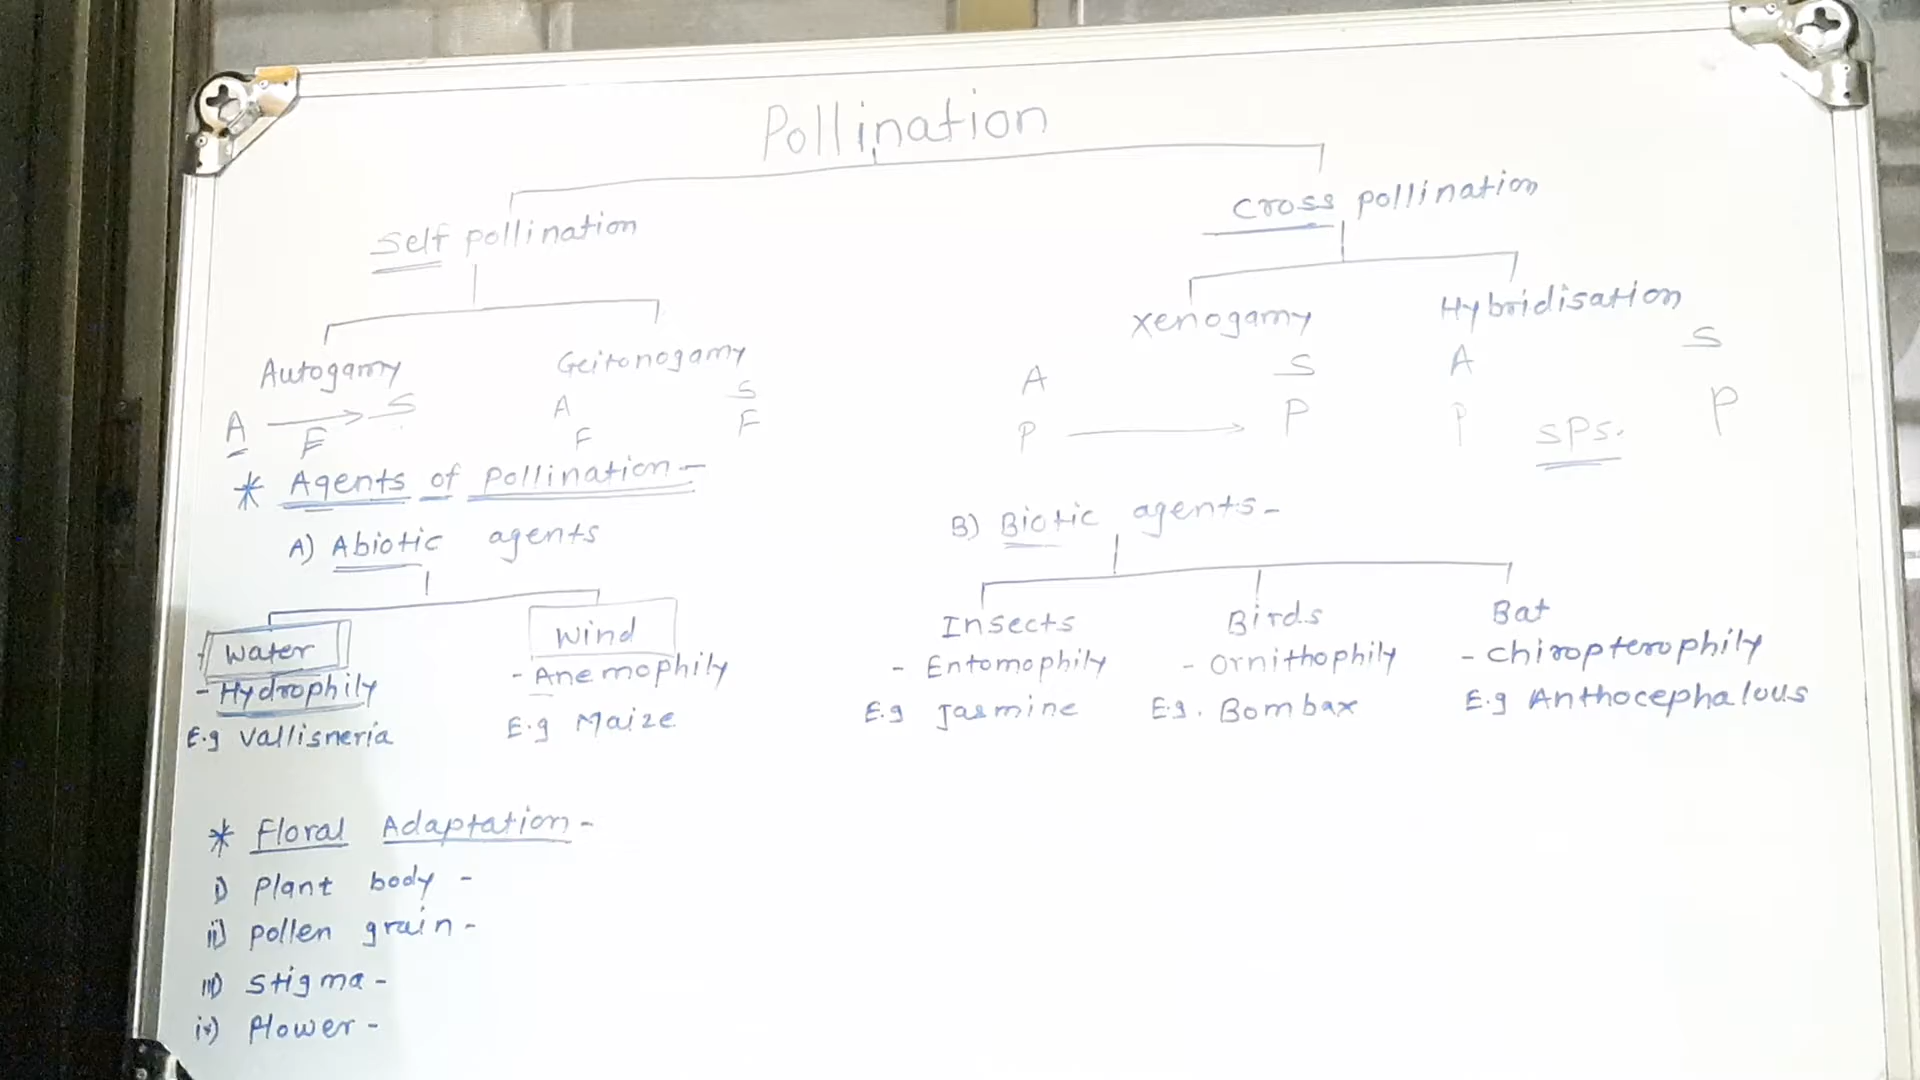 Pollination
Self pollination
Cross pollination
Autogamy
Geitonogamy
Xenogamy
Hybridisation
A → S
F
A S
F F
A S
P → P
A S
P sps. P
* Agents of pollination -
A) Abiotic agents
B) Biotic agents -
Water
- Hydrophily
E.g Vallisneria
Wind
- Anemophily
E.g Maize
Insects
- Entomophily
E.g Jasmine
Birds
- Ornithophily
E.g. Bombax
Bat
- Chiropterophily
E.g Anthocephalous
* Floral Adaptation -
i) Plant body -
ii) pollen grain -
iii) Stigma -
iv) Flower -